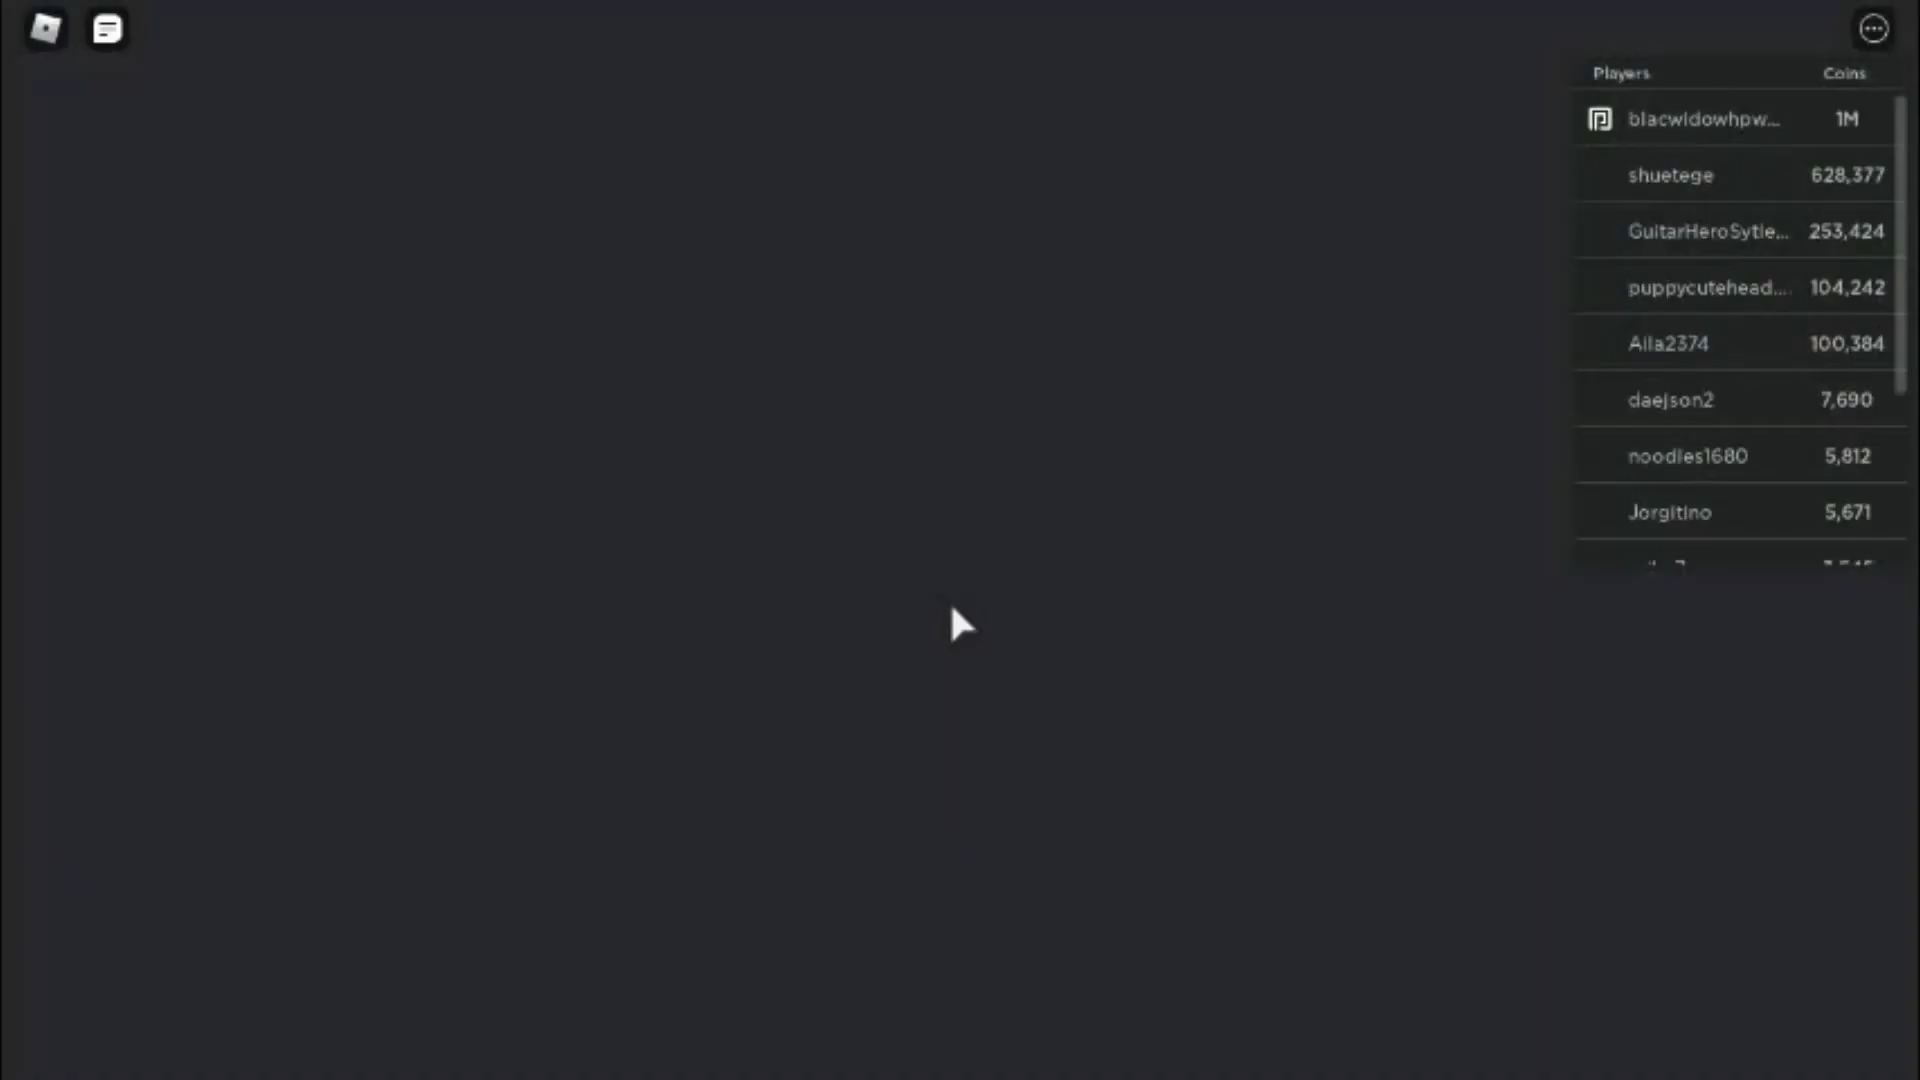 Players Coins
blacwidowhpw... 1M
shuetege 628,377
GuitarHeroSytle... 253,424
puppycutehead.... 104,242
Aila2374 100,384
daejson2 7,690
noodles1680 5,812
Jorgitino 5,671